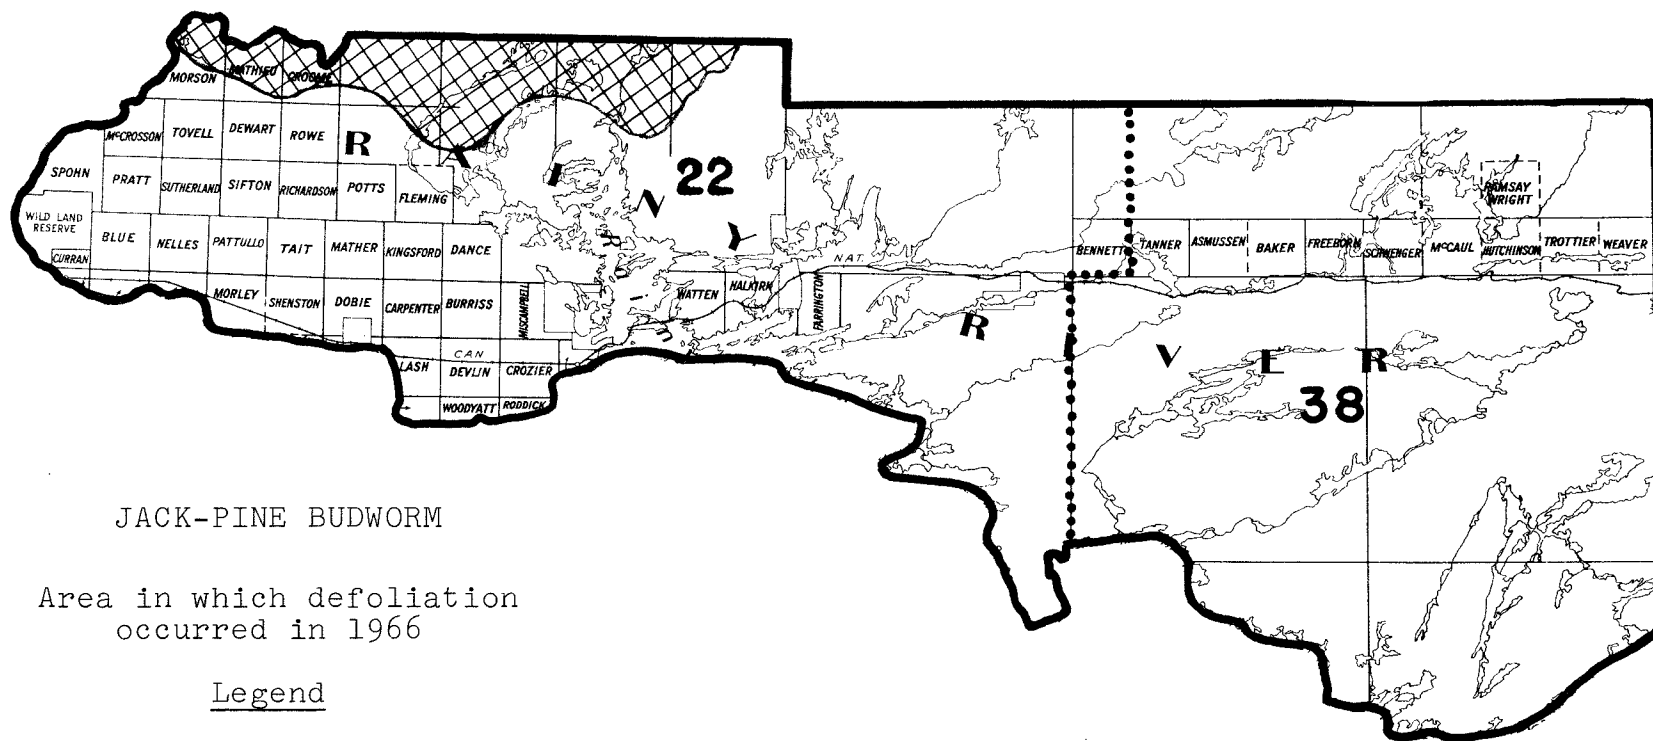 MORSON MATHIEU CROOME
McCROSSON TOVELL DEWART ROWE
SPOHN PRATT SUTHERLAND SIFTON RICHARDSON POTTS FLEMING
WILD LAND
RESERVE
BLUE NELLES PATTULLO TAIT MATHER KINGSFORD DANCE
CURRAN
MORLEY SHENSTON DOBIE CARPENTER BURRISS MISCAMPBELL WATTEN HALKIRK FARRINGTON
CAN
NAT.
LASH DEVLIN CROZIER
WOODYATT RODDICK
RAMSAY
WRIGHT
BENNETT TANNER ASMUSSEN BAKER FREEBORN SCHWENGER McCAUL HUTCHINSON TROTTIER WEAVER
R A I N Y
R I V E R
22
38
JACK-PINE BUDWORM
Area in which defoliation
occurred in 1966
Legend